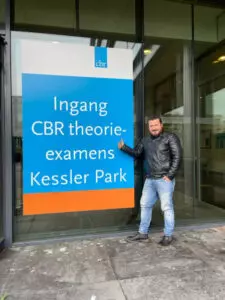 cbr
Ingang
CBR theorie-
examens
Kessler Park